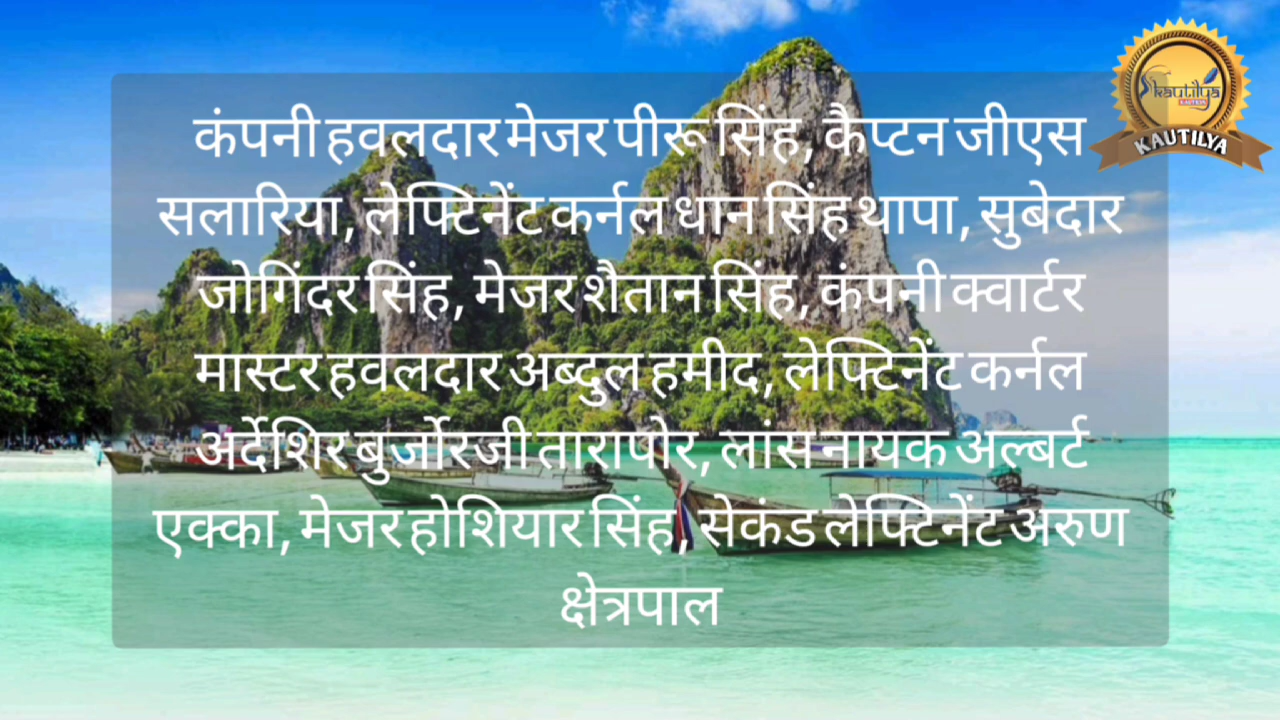 कंपनी हवलदार मेजर पीरू सिंह, कैप्टन जीएस
सलारिया, लेफ्टिनेंट कर्नल धान सिंह थापा, सुबेदार
जोगिंदर सिंह, मेजर शैतान सिंह, कंपनी क्वार्टर
मास्टर हवलदार अब्दुल हमीद, लेफ्टिनेंट कर्नल
अर्देशिर बुर्जोरजी तारापोर, लांस नायक अल्बर्ट
एक्का, मेजर होशियार सिंह, सेकंड लेफ्टिनेंट अरुण
क्षेत्रपाल
kautilya
KAUTILYA